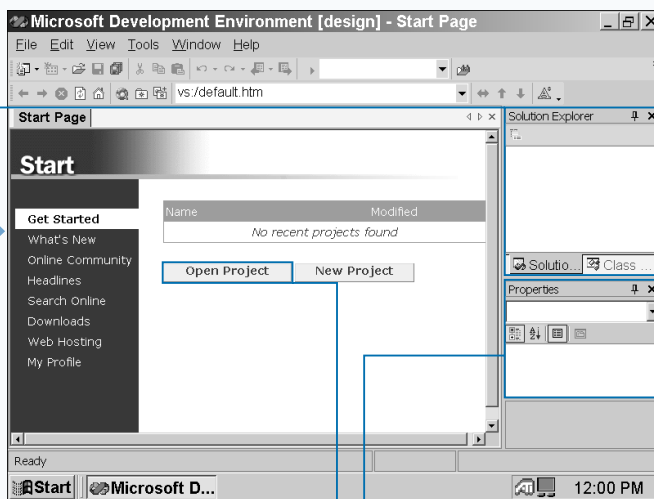 Microsoft Development Environment [design] - Start Page
File Edit View Tools Window Help
vs:/default.htm
Start Page
Solution Explorer
Start
Get Started
What's New
Online Community
Headlines
Search Online
Downloads
Web Hosting
My Profile
Name Modified
No recent projects found
Open Project New Project
Solutio... Class ...
Properties
Ready
Start Microsoft D... 12:00 PM